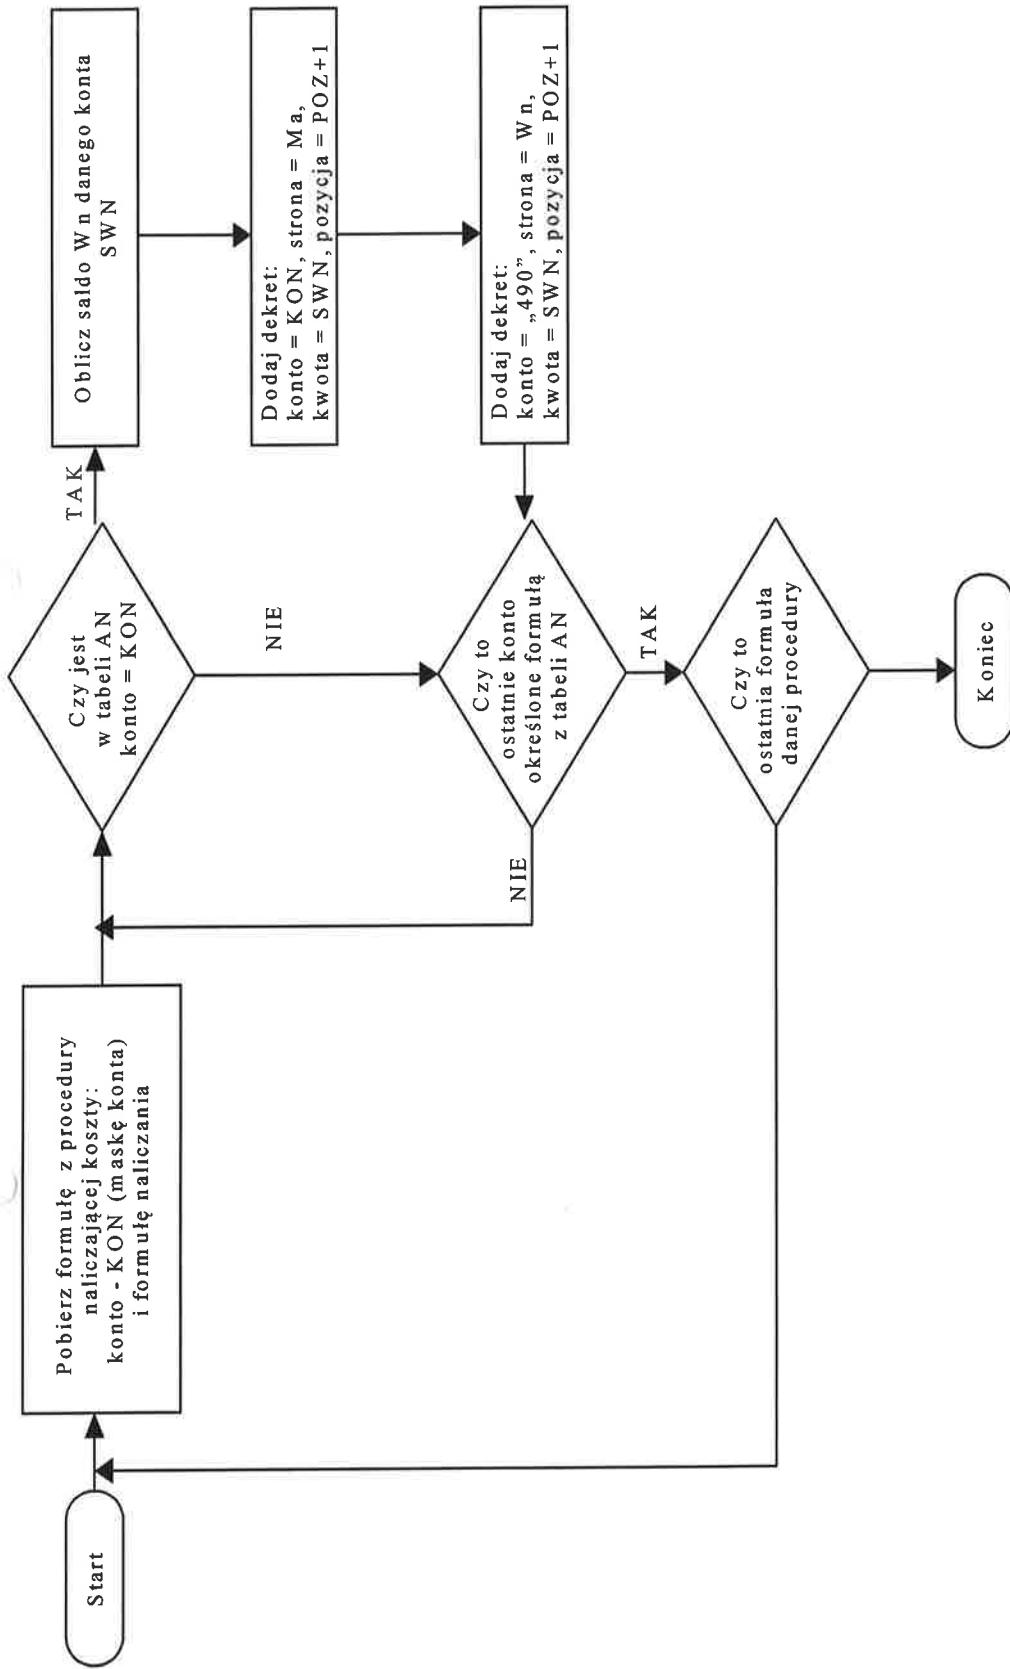 Start
Pobierz formułę z procedury
naliczającej koszty:
konto - KON (maskę konta)
i formułę naliczania
Czy jest
w tabeli AN
konto = KON
TAK
Oblicz saldo Wn danego konta
SWN
Dodaj dekret:
konto = KON, strona = Ma,
kwota = SWN, pozycja = POZ+1
Dodaj dekret:
konto = „490”, strona = Wn,
kwota = SWN, pozycja = POZ+1
NIE
Czy to
ostatnie konto
określone formułą
z tabeli AN
NIE
TAK
Czy to
ostatnia formuła
danej procedury
Koniec